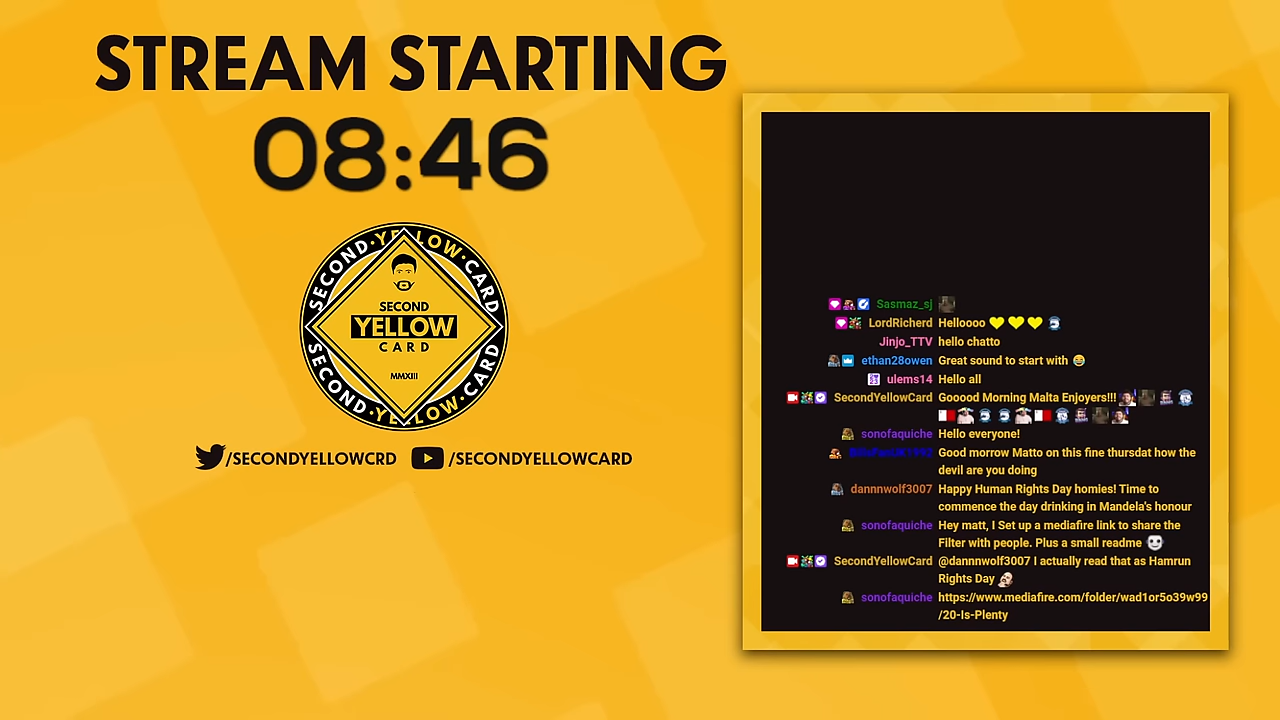 STREAM STARTING
08:46
SECOND·YELLOW·CARD
SECOND
YELLOW
CARD
MMXIII
SECOND·YELLOW·CARD
/SECONDYELLOWCRD /SECONDYELLOWCARD
Sasmaz_sj
LordRicherd Helloooo
Jinjo_TTV hello chatto
ethan28owen Great sound to start with
ulems14 Hello all
SecondYellowCard Gooood Morning Malta Enjoyers!!!
sonofaquiche Hello everyone!
Good morrow Matto on this fine thursdat how the
devil are you doing
dannnwolf3007 Happy Human Rights Day homies! Time to
commence the day drinking in Mandela's honour
sonofaquiche Hey matt, I Set up a mediafire link to share the
Filter with people. Plus a small readme
SecondYellowCard @dannnwolf3007 I actually read that as Hamrun
Rights Day
sonofaquiche https://www.mediafire.com/folder/wad1or5o39w99
/20-Is-Plenty